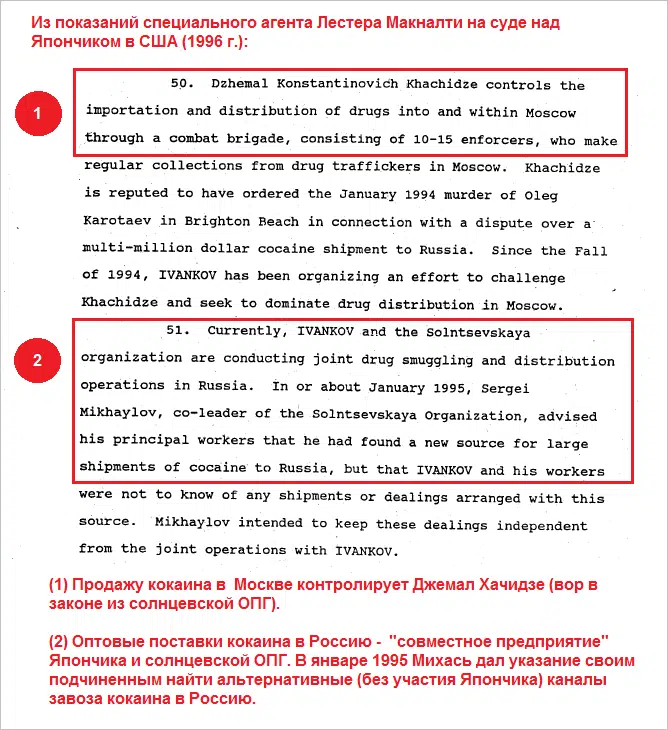 Из показаний специального агента Лестера Макналти на суде над
Япончиком в США (1996 г.):
1
50. Dzhemal Konstantinovich Khachidze controls the
importation and distribution of drugs into and within Moscow
through a combat brigade, consisting of 10-15 enforcers, who make
regular collections from drug traffickers in Moscow. Khachidze
is reputed to have ordered the January 1994 murder of Oleg
Karotaev in Brighton Beach in connection with a dispute over a
multi-million dollar cocaine shipment to Russia. Since the Fall
of 1994, IVANKOV has been organizing an effort to challenge
Khachidze and seek to dominate drug distribution in Moscow.
2
51. Currently, IVANKOV and the Solntsevskaya
organization are conducting joint drug smuggling and distribution
operations in Russia. In or about January 1995, Sergei
Mikhaylov, co-leader of the Solntsevskaya Organization, advised
his principal workers that he had found a new source for large
shipments of cocaine to Russia, but that IVANKOV and his workers
were not to know of any shipments or dealings arranged with this
source. Mikhaylov intended to keep these dealings independent
from the joint operations with IVANKOV.
(1) Продажу кокаина в Москве контролирует Джемал Хачидзе (вор в
законе из солнцевской ОПГ).
(2) Оптовые поставки кокаина в Россию - "совместное предприятие"
Япончика и солнцевской ОПГ. В январе 1995 Михась дал указание своим
подчиненным найти альтернативные (без участия Япончика) каналы
завоза кокаина в Россию.